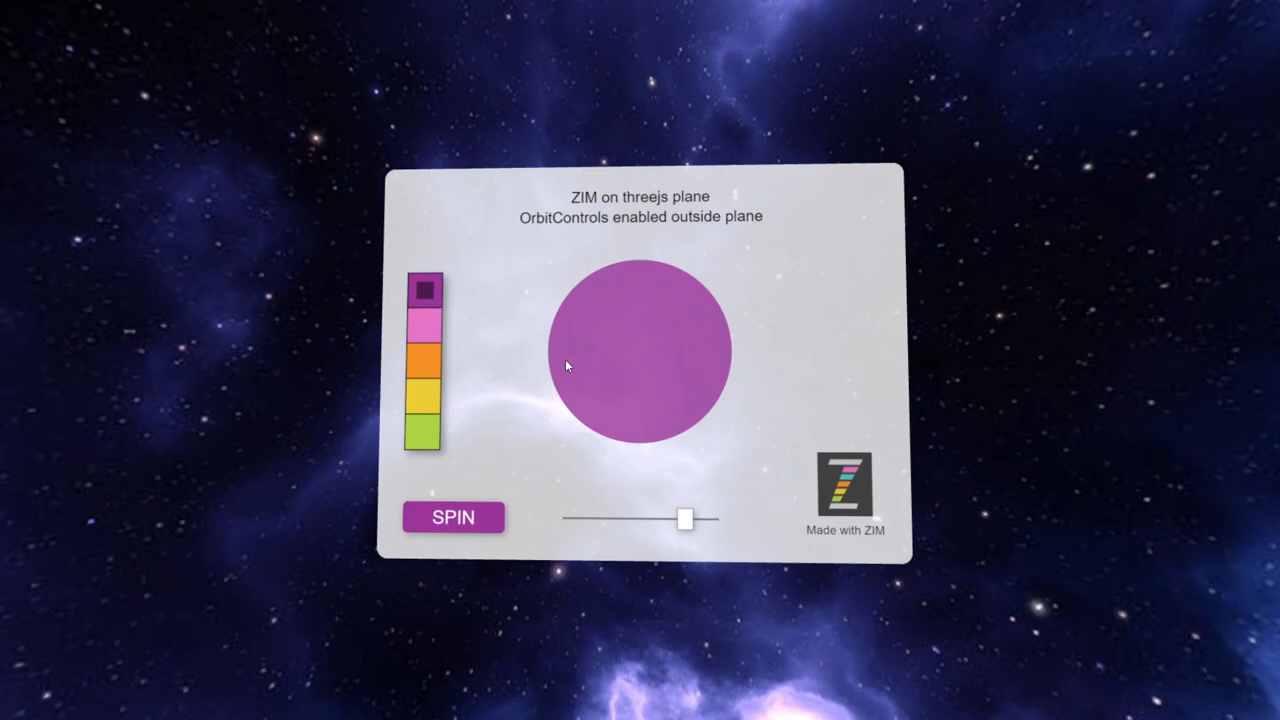 ZIM on threejs plane
OrbitControls enabled outside plane
SPIN
Made with ZIM